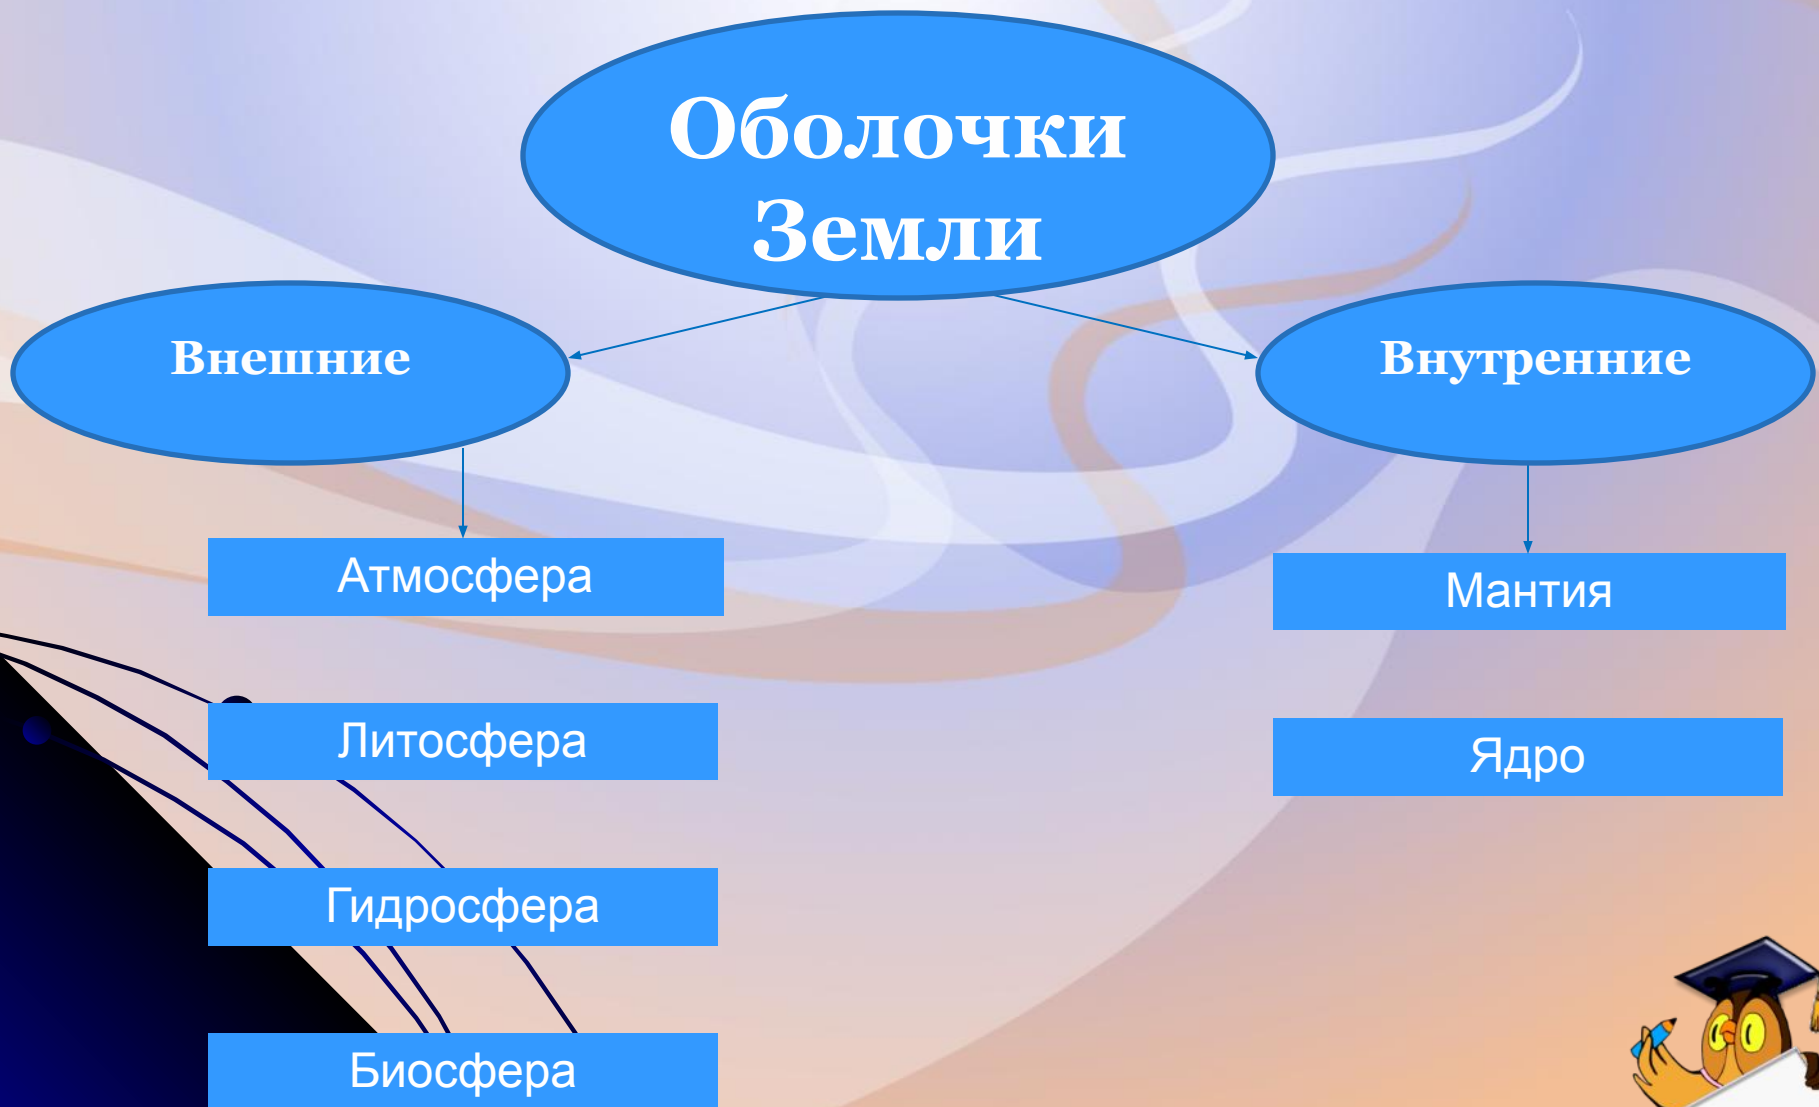 Оболочки
Земли
Внешние
Внутренние
Атмосфера
Мантия
Литосфера
Ядро
Гидросфера
Биосфера